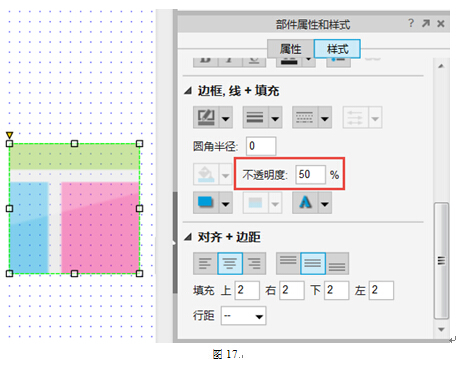 部件属性和样式 ? ↗ ×
属性 样式
B I U
边框, 线 + 填充
圆角半径: 0
不透明度: 50 %
A
对齐 + 边距
填充 上 2 右 2 下 2 左 2
行距 --
图 17.